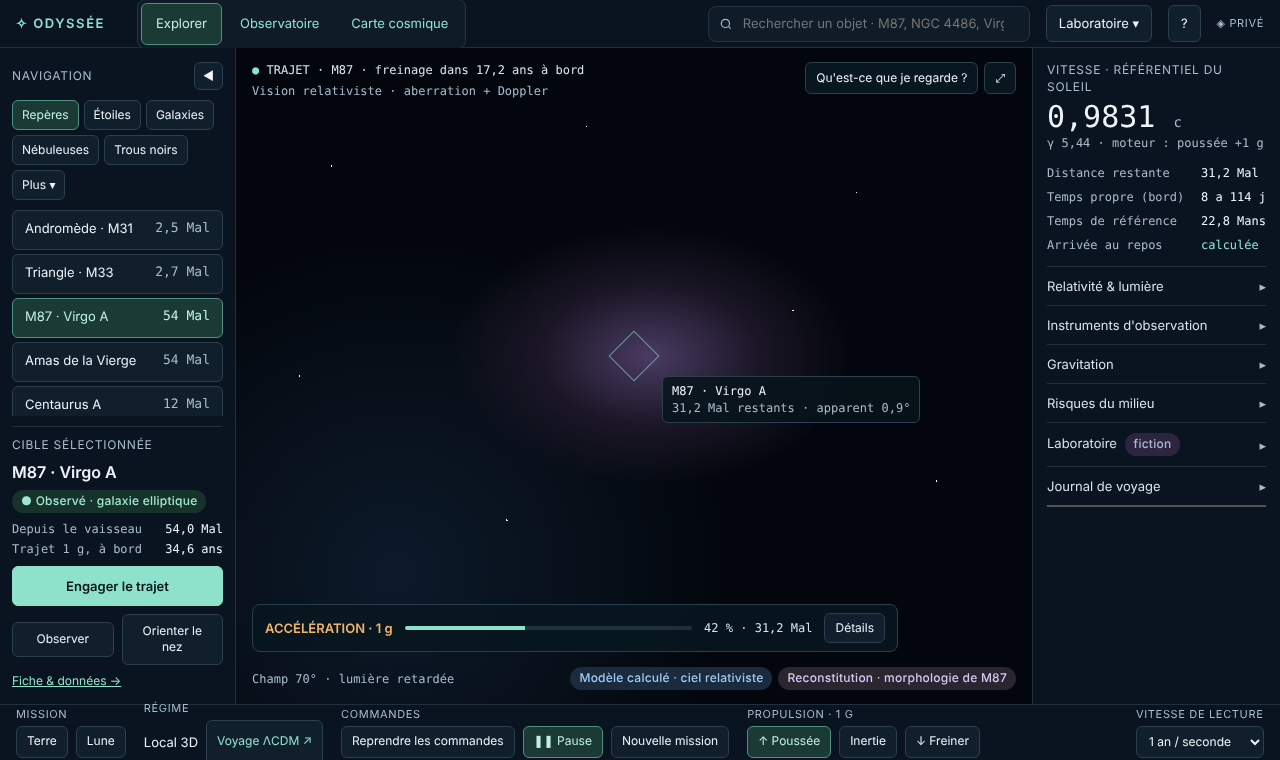 ✧ ODYSSÉE
Explorer
Observatoire
Carte cosmique
Rechercher un objet · M87, NGC 4486, Virg
Laboratoire ▾
?
◈ PRIVÉ
NAVIGATION
◀
Repères
Étoiles
Galaxies
Nébuleuses
Trous noirs
Plus ▾
Andromède · M31 2,5 Mal
Triangle · M33 2,7 Mal
M87 · Virgo A 54 Mal
Amas de la Vierge 54 Mal
Centaurus A 12 Mal
CIBLE SÉLECTIONNÉE
M87 · Virgo A
Observé · galaxie elliptique
Depuis le vaisseau 54,0 Mal
Trajet 1 g, à bord 34,6 ans
Engager le trajet
Observer
Orienter le
nez
Fiche & données →
● TRAJET · M87 · freinage dans 17,2 ans à bord
Vision relativiste · aberration + Doppler
Qu'est-ce que je regarde ?
⤢
M87 · Virgo A
31,2 Mal restants · apparent 0,9°
ACCÉLÉRATION · 1 g
42 % · 31,2 Mal
Détails
Champ 70° · lumière retardée
Modèle calculé · ciel relativiste
Reconstitution · morphologie de M87
VITESSE · RÉFÉRENTIEL DU
SOLEIL
0,9831 c
γ 5,44 · moteur : poussée +1 g
Distance restante 31,2 Mal
Temps propre (bord) 8 a 114 j
Temps de référence 22,8 Mans
Arrivée au repos calculée
Relativité & lumière ▸
Instruments d'observation ▸
Gravitation ▸
Risques du milieu ▸
Laboratoire fiction ▸
Journal de voyage ▸
MISSION
Terre
Lune
RÉGIME
Local 3D
Voyage ΛCDM ↗
COMMANDES
Reprendre les commandes
❚❚ Pause
Nouvelle mission
PROPULSION · 1 G
↑ Poussée
Inertie
↓ Freiner
VITESSE DE LECTURE
1 an / seconde